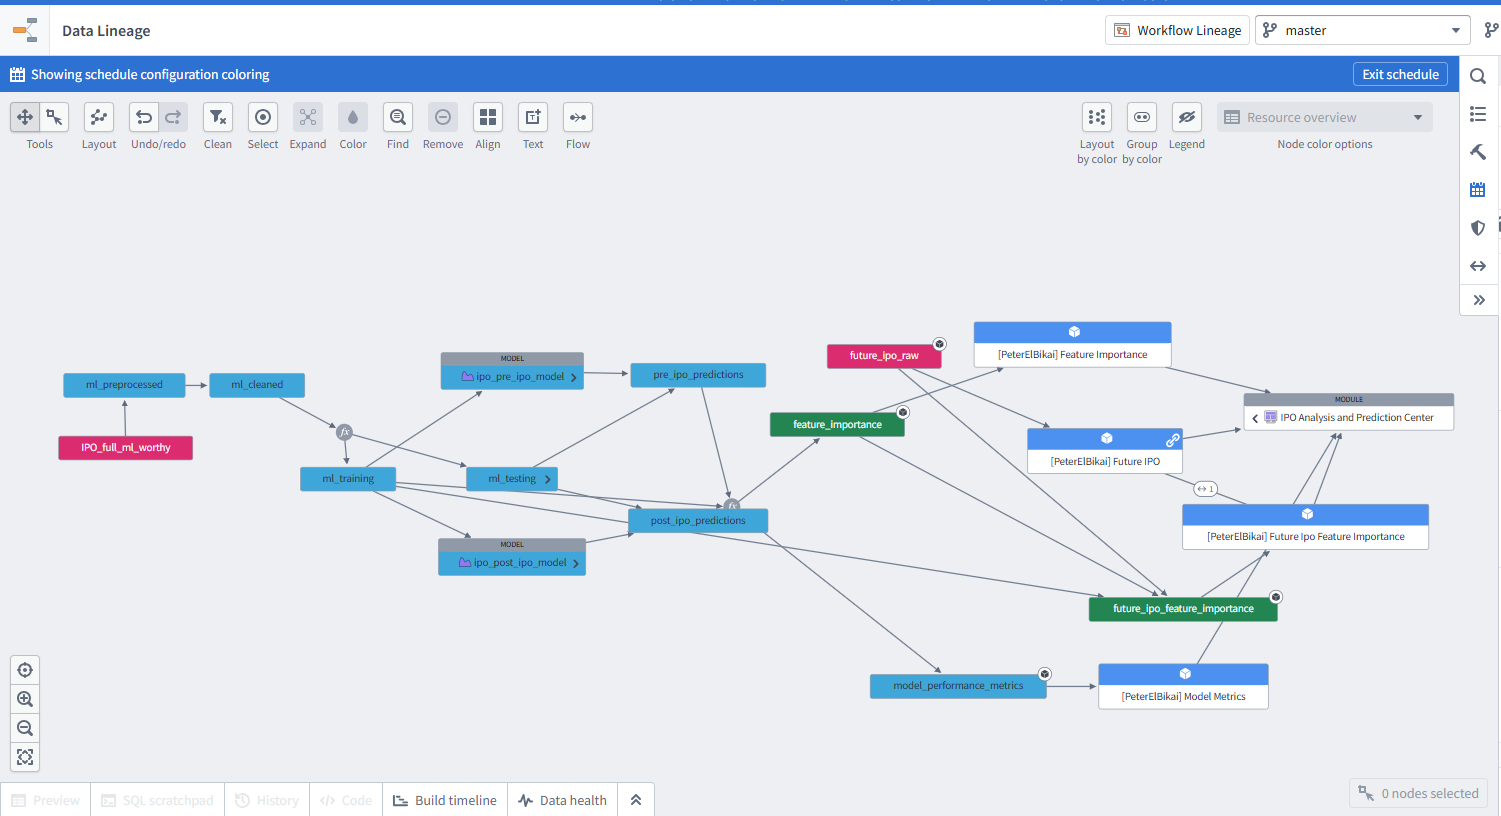 Data Lineage
Workflow Lineage
master
Showing schedule configuration coloring
Exit schedule
Tools
Layout
Undo/redo
Clean
Select
Expand
Color
Find
Remove
Align
Text
Flow
Layout by color
Group by color
Legend
Resource overview
Node color options
[PeterElBikai] Feature Importance
future_ipo_raw
MODEL
ipo_pre_ipo_model
pre_ipo_predictions
ml_preprocessed
ml_cleaned
MODULE
IPO Analysis and Prediction Center
feature_importance
fx
IPO_full_ml_worthy
[PeterElBikai] Future IPO
ml_training
ml_testing
1
post_ipo_predictions
[PeterElBikai] Future Ipo Feature Importance
MODEL
ipo_post_ipo_model
future_ipo_feature_importance
model_performance_metrics
[PeterElBikai] Model Metrics
Preview
SQL scratchpad
History
Code
Build timeline
Data health
0 nodes selected